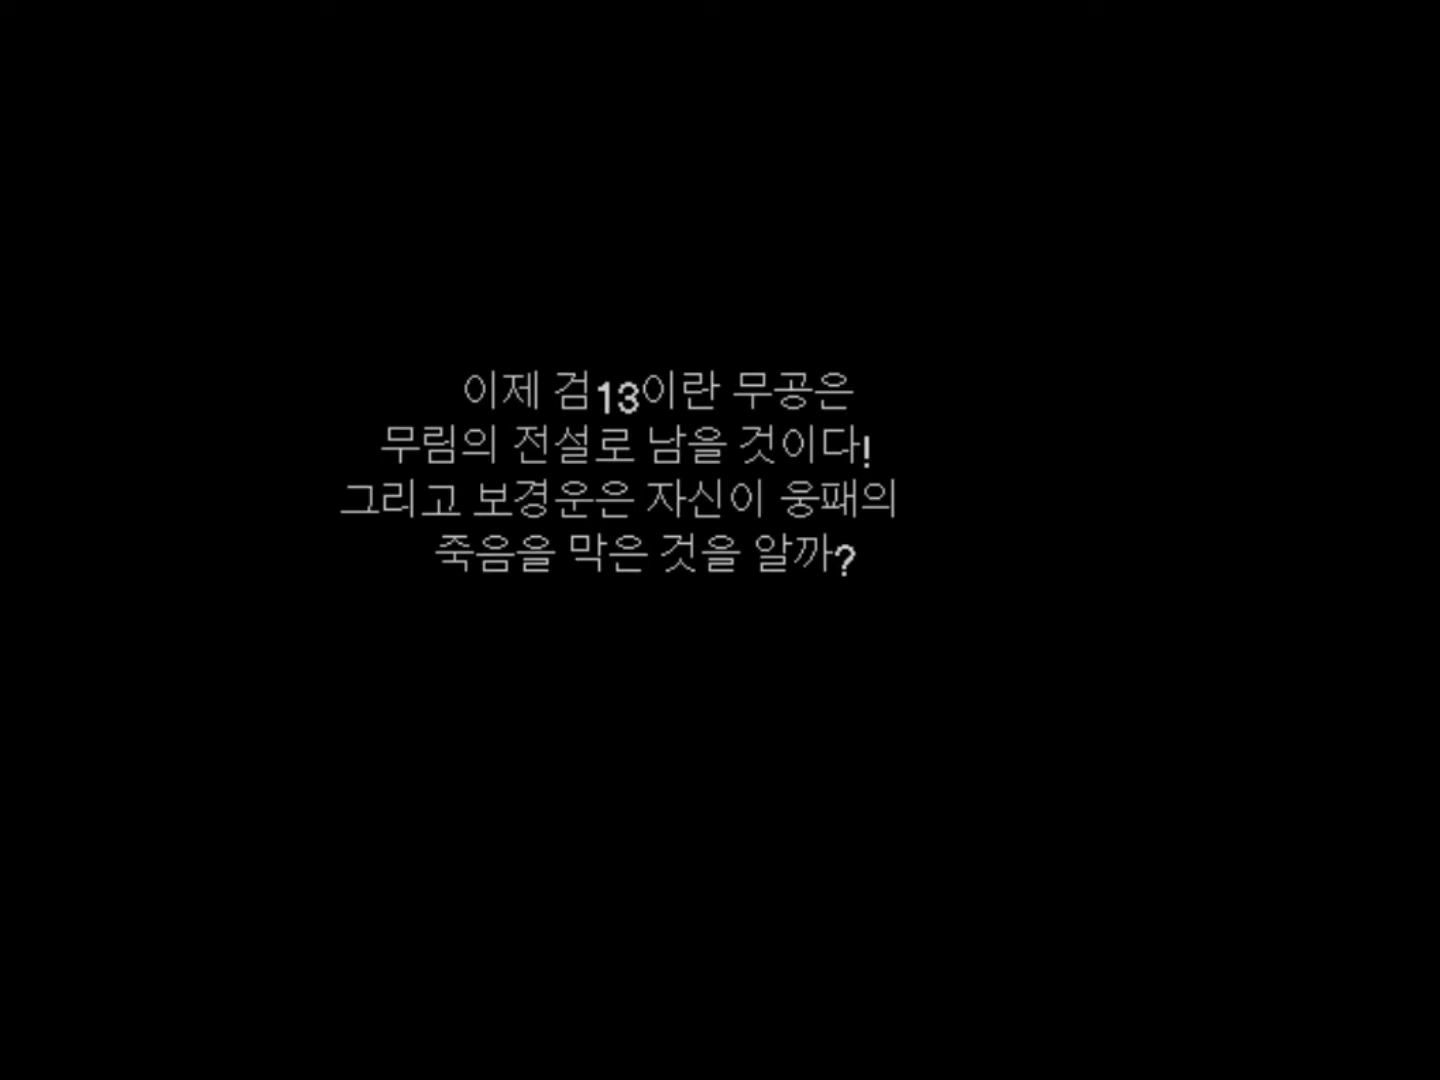 이제 검13이란 무공은
무림의 전설로 남을 것이다!
그리고 보경운은 자신이 웅패의
죽음을 막은 것을 알까?